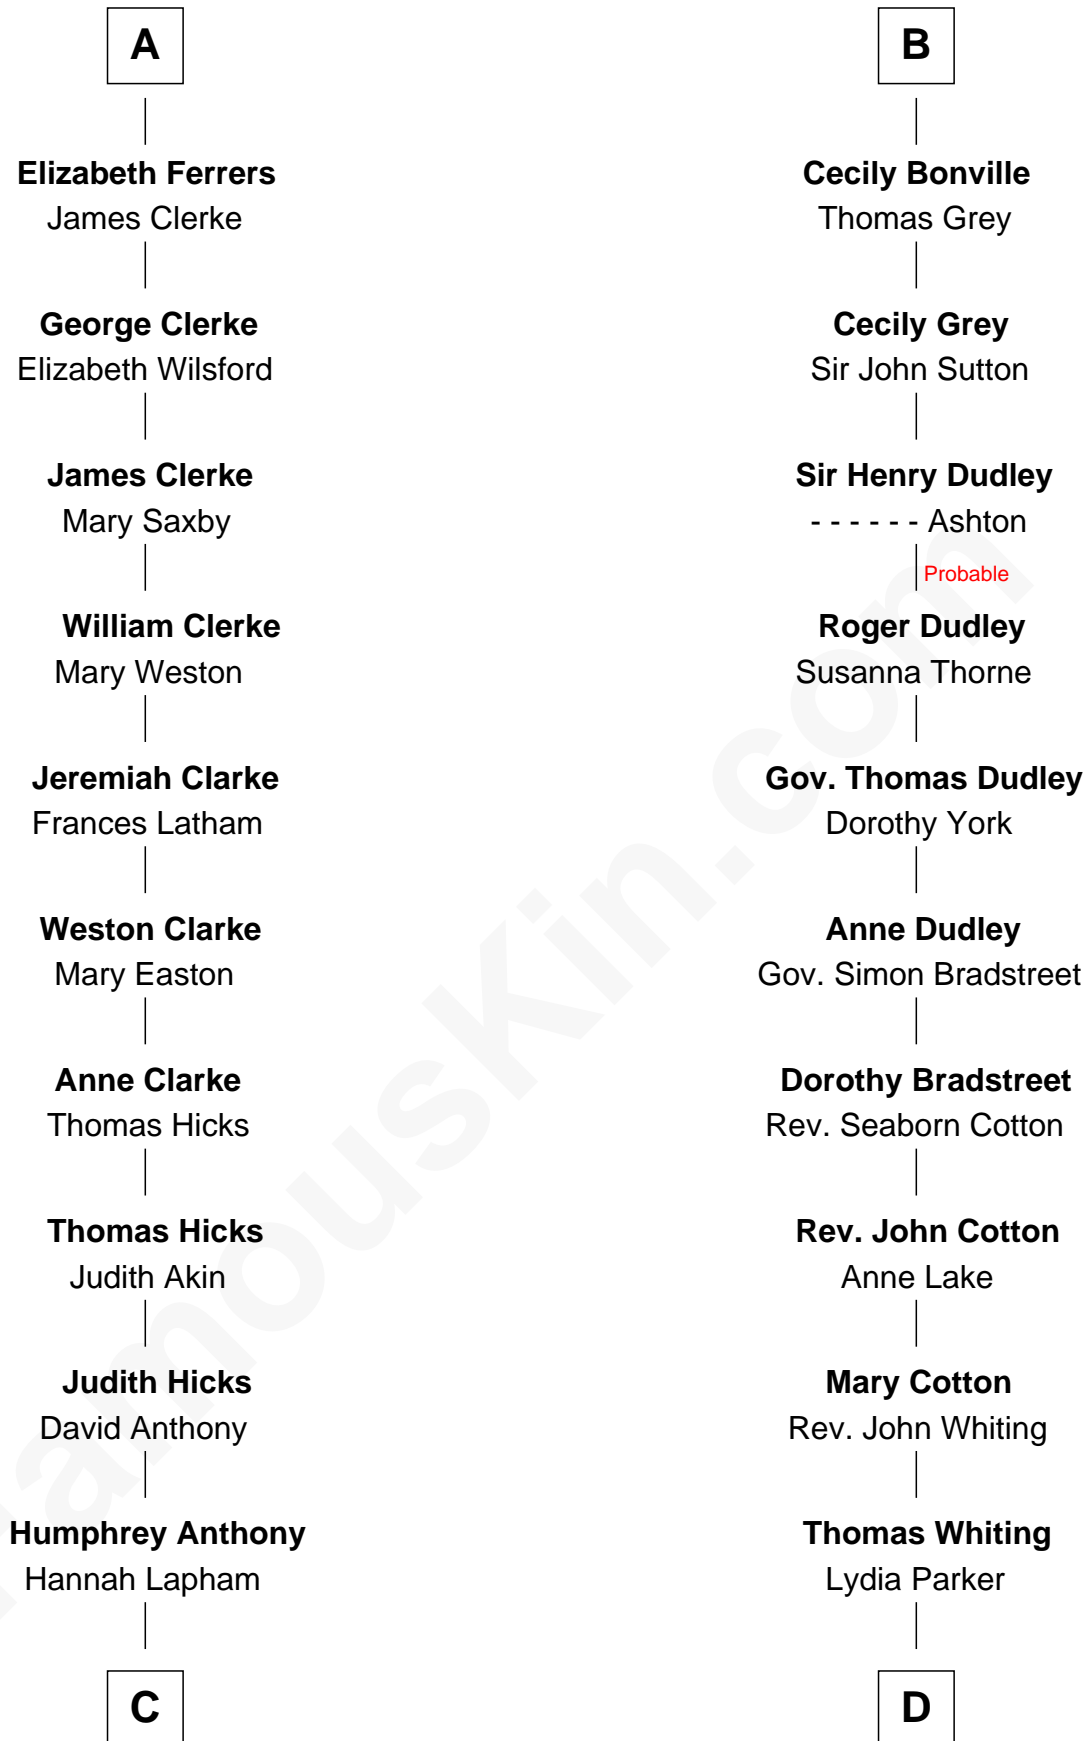 A
Elizabeth Ferrers
James Clerke
George Clerke
Elizabeth Wilsford
James Clerke
Mary Saxby
William Clerke
Mary Weston
Jeremiah Clarke
Frances Latham
Weston Clarke
Mary Easton
Anne Clarke
Thomas Hicks
Thomas Hicks
Judith Akin
Judith Hicks
David Anthony
Humphrey Anthony
Hannah Lapham
C
B
Cecily Bonville
Thomas Grey
Cecily Grey
Sir John Sutton
Sir Henry Dudley
- - - - - - Ashton
Probable
Roger Dudley
Susanna Thorne
Gov. Thomas Dudley
Dorothy York
Anne Dudley
Gov. Simon Bradstreet
Dorothy Bradstreet
Rev. Seaborn Cotton
Rev. John Cotton
Anne Lake
Mary Cotton
Rev. John Whiting
Thomas Whiting
Lydia Parker
D
FamousKin.com